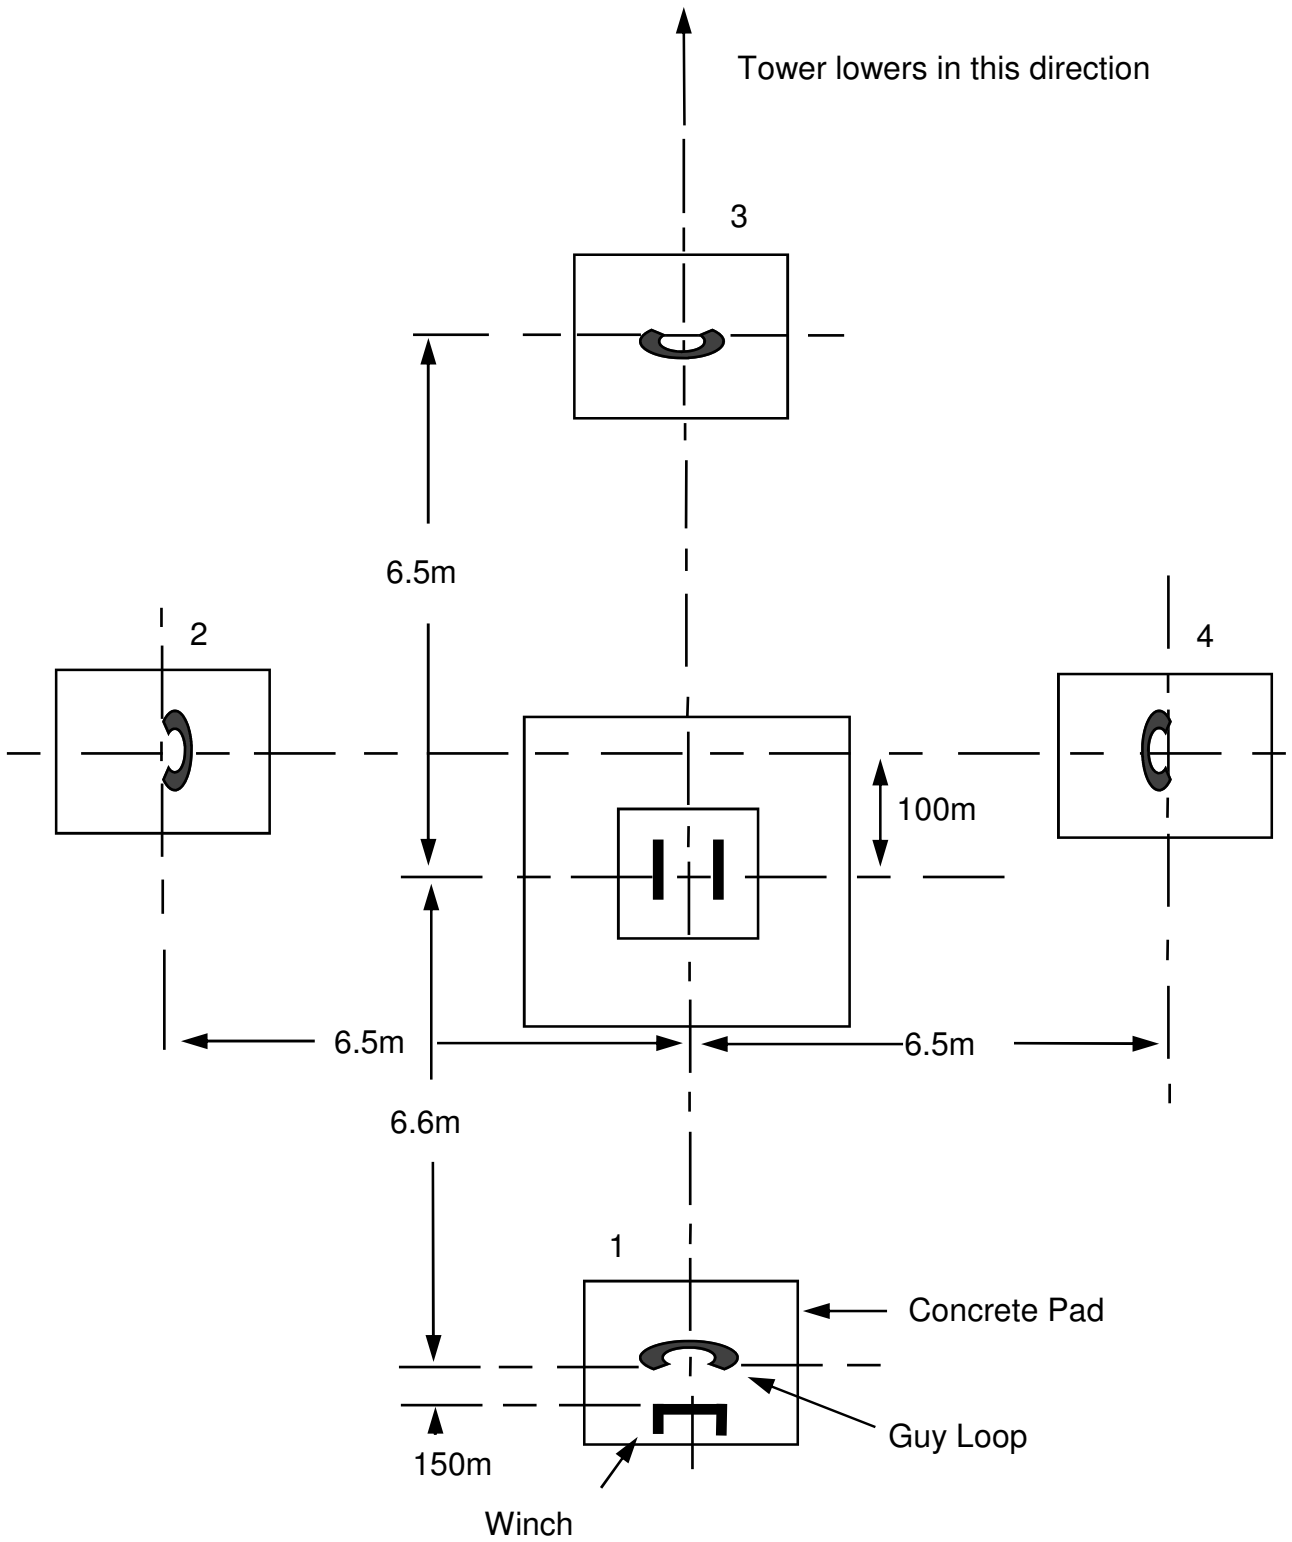 Tower lowers in this direction
3
6.5m
2
4
100m
6.5m
6.5m
6.6m
1
Concrete Pad
Guy Loop
150m
Winch